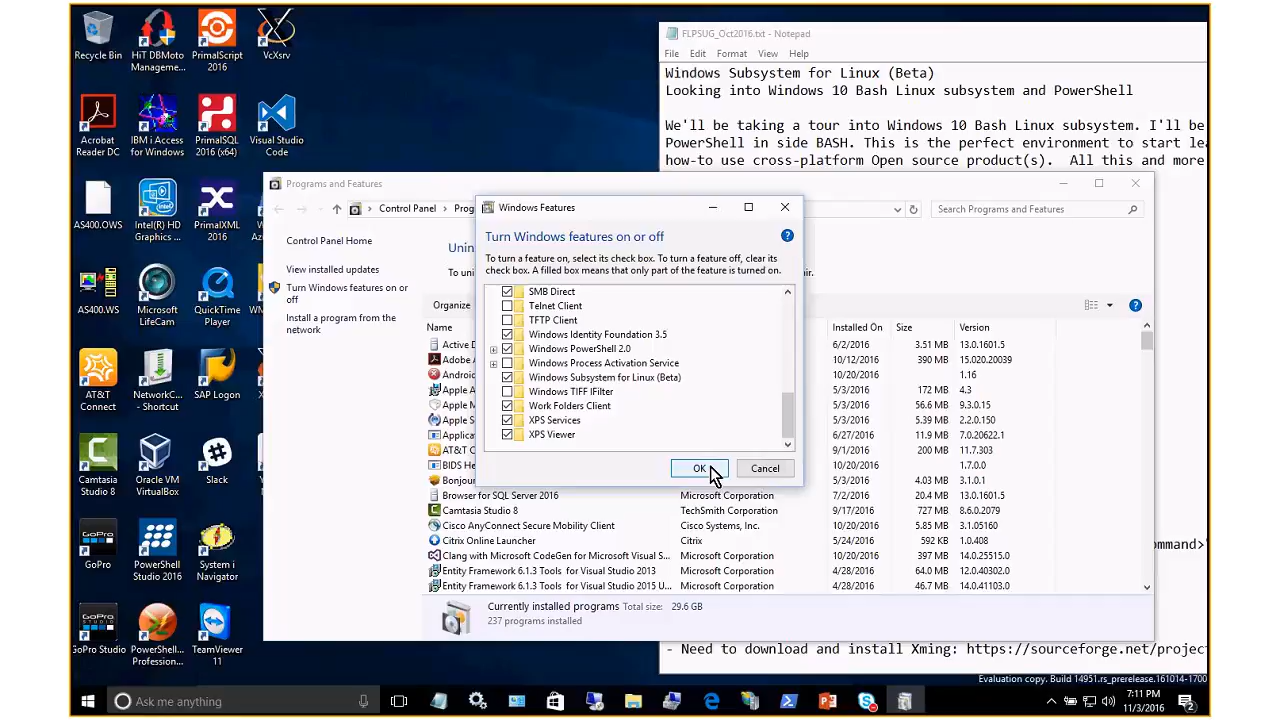 Recycle Bin
HiT DBMoto
Manageme...
PrimalScript
2016
VcXsrv
Acrobat
Reader DC
IBM i Access
for Windows
PrimalSQL
2016 (x64)
Visual Studio
Code
AS400.OWS
Intel(R) HD
Graphics ...
PrimalXML
2016
AS400.WS
Microsoft
LifeCam
QuickTime
Player
AT&T
Connect
NetworkC...
- Shortcut
SAP Logon
Camtasia
Studio 8
Oracle VM
VirtualBox
Slack
GoPro
PowerShell
Studio 2016
System i
Navigator
GoPro Studio
PowerShell...
Profession...
TeamViewer
11
FLPSUG_Oct2016.txt - Notepad
File Edit Format View Help
Windows Subsystem for Linux (Beta)
Looking into Windows 10 Bash Linux subsystem and PowerShell
We'll be taking a tour into Windows 10 Bash Linux subsystem. I'll be
PowerShell in side BASH. This is the perfect environment to start lea
how-to use cross-platform Open source product(s). All this and more
Programs and Features
Control Panel Prog
Search Programs and Features
Control Panel Home
View installed updates
Turn Windows features on or
off
Install a program from the
network
Unin
To uni
ir.
Organize
Windows Features
Turn Windows features on or off
To turn a feature on, select its check box. To turn a feature off, clear its
check box. A filled box means that only part of the feature is turned on.
SMB Direct
Telnet Client
TFTP Client
Windows Identity Foundation 3.5
Windows PowerShell 2.0
Windows Process Activation Service
Windows Subsystem for Linux (Beta)
Windows TIFF IFilter
Work Folders Client
XPS Services
XPS Viewer
OK Cancel
Name Installed On Size Version
Active D 6/2/2016 3.51 MB 13.0.1601.5
Adobe 10/12/2016 390 MB 15.020.20039
Android 10/20/2016 1.16
Apple A 5/3/2016 172 MB 4.3
Apple M 5/3/2016 56.6 MB 9.3.0.15
Apple S 5/3/2016 5.39 MB 2.2.0.150
Applicat 6/27/2016 11.9 MB 7.0.20622.1
AT&T C 9/1/2016 200 MB 11.7.303
BIDS He 10/20/2016 1.7.0.0
Bonjour 5/3/2016 4.03 MB 3.1.0.1
Browser for SQL Server 2016 Microsoft Corporation 7/2/2016 20.4 MB 13.0.1601.5
Camtasia Studio 8 TechSmith Corporation 9/17/2016 727 MB 8.6.0.2079
Cisco AnyConnect Secure Mobility Client Cisco Systems, Inc. 10/20/2016 5.85 MB 3.1.05160
Citrix Online Launcher Citrix 5/24/2016 592 KB 1.0.408
Clang with Microsoft CodeGen for Microsoft Visual S... Microsoft Corporation 10/20/2016 397 MB 14.0.25515.0
Entity Framework 6.1.3 Tools for Visual Studio 2013 Microsoft Corporation 4/28/2016 64.0 MB 12.0.40302.0
Entity Framework 6.1.3 Tools for Visual Studio 2015 U... Microsoft Corporation 4/28/2016 46.7 MB 14.0.41103.0
Currently installed programs Total size: 29.6 GB
237 programs installed
ommand>"
- Need to download and install Xming: https://sourceforge.net/projec
Evaluation copy. Build 14951.rs_prerelease.161014-1700
Ask me anything
7:11 PM
11/3/2016
2